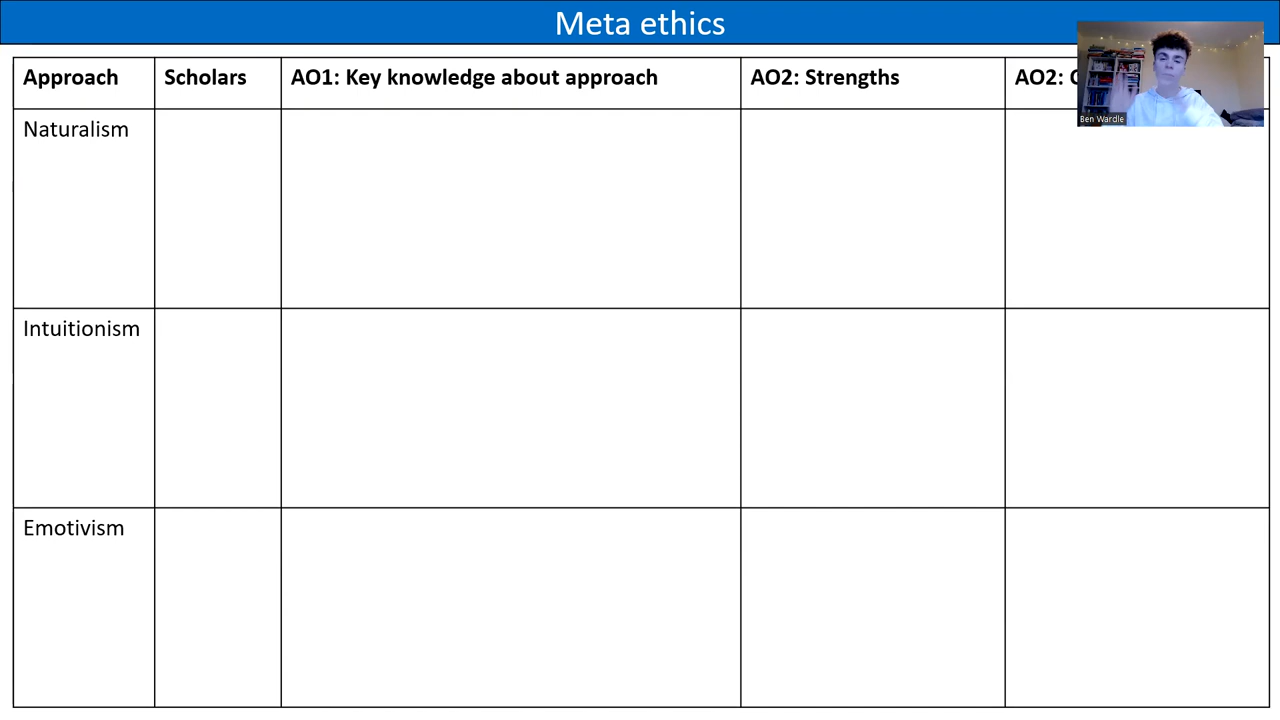 Meta ethics
Approach
Scholars
AO1: Key knowledge about approach
AO2: Strengths
AO2:
Ben Wardle
Naturalism
Intuitionism
Emotivism